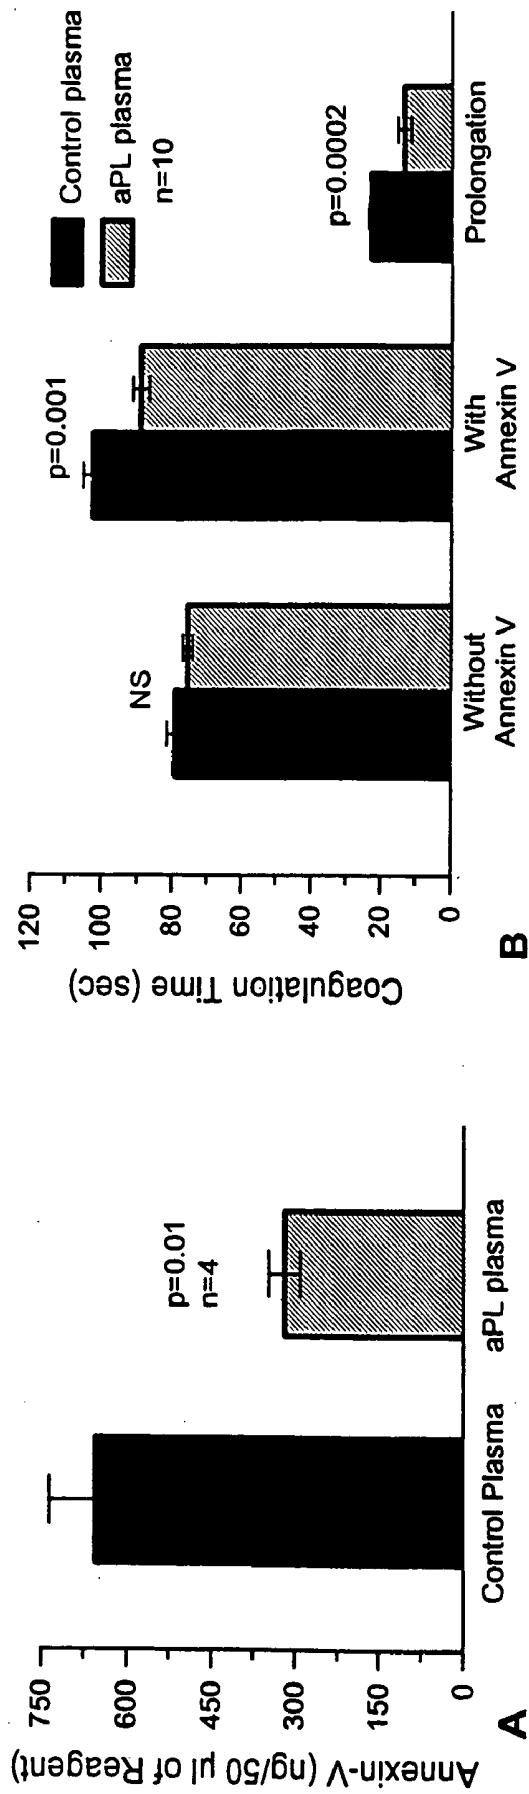 Annexin-V (ng/50 µl of Reagent)
750
600
450
300
150
0
p=0.01
n=4
Control Plasma
aPL plasma
A
Coagulation Time (sec)
120
100
80
60
40
20
0
NS
p=0.001
p=0.0002
Control plasma
aPL plasma
n=10
Without
Annexin V
With
Annexin V
Prolongation
B